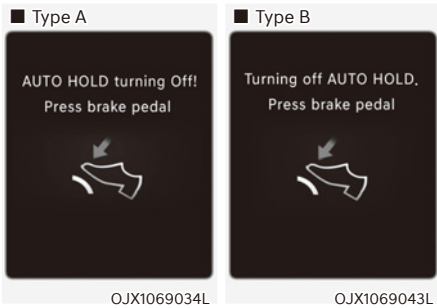 ■ Type A
AUTO HOLD turning Off!
Press brake pedal
OJX1069034L
■ Type B
Turning off AUTO HOLD.
Press brake pedal
OJX1069043L